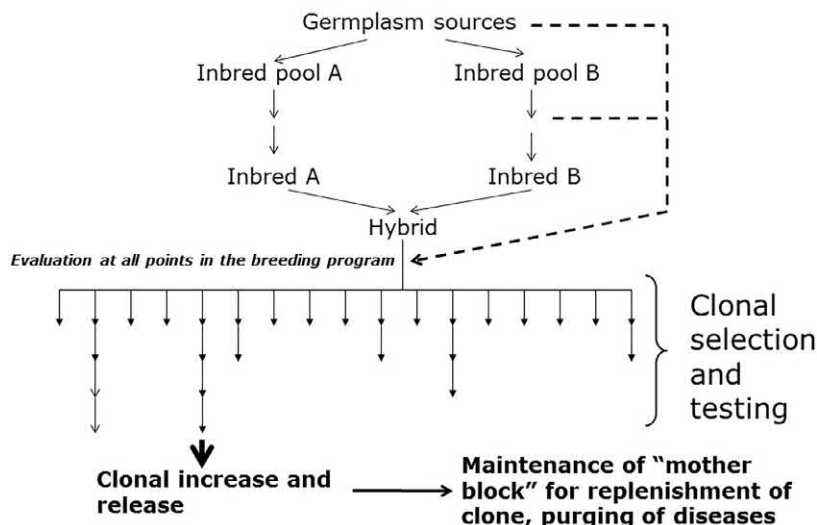 Germplasm sources
Inbred pool A
Inbred pool B
Inbred A
Inbred B
Hybrid
Evaluation at all points in the breeding program
Clonal
selection
and
testing
Clonal increase and
release
Maintenance of “mother
block” for replenishment of
clone, purging of diseases